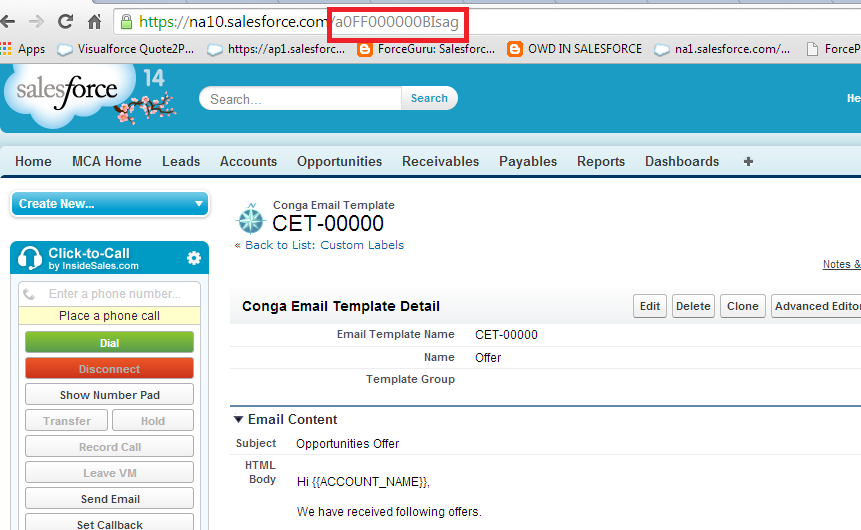 https://na10.salesforce.com/a0FF000000BIsag
Apps Visualforce Quote2P... https://ap1.salesforc... ForceGuru: Salesforc... OWD IN SALESFORCE na1.salesforce.com/... ForceP
salesforce 14
Search... Search
He
Home MCA Home Leads Accounts Opportunities Receivables Payables Reports Dashboards +
Create New...
Conga Email Template
CET-00000
« Back to List: Custom Labels
Click-to-Call
by InsideSales.com
Notes &
Enter a phone number...
Place a phone call
Dial
Disconnect
Show Number Pad
Transfer Hold
Record Call
Leave VM
Send Email
Set Callback
Conga Email Template Detail Edit Delete Clone Advanced Editor
Email Template Name CET-00000
Name Offer
Template Group
Email Content
Subject Opportunities Offer
HTML Body Hi {{ACCOUNT_NAME}},
We have received following offers.